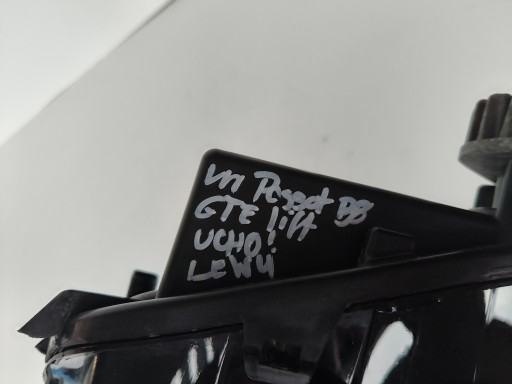 VW Passat B8
GTE lift
UCHO!
LEWY